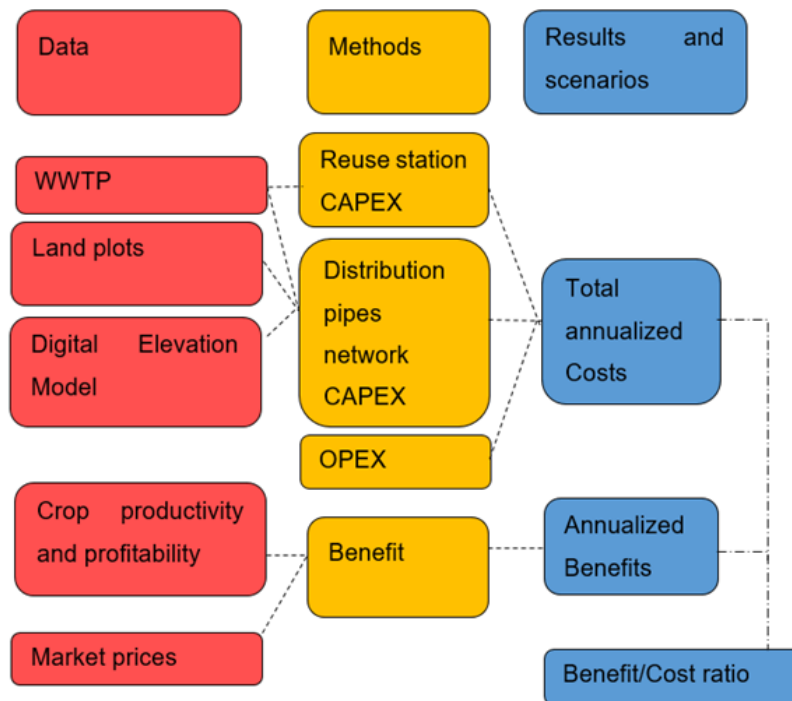 Data
Methods
Results and
scenarios
WWTP
Reuse station
CAPEX
Land plots
Distribution
pipes
network
CAPEX
Total
annualized
Costs
Digital Elevation
Model
OPEX
Crop productivity
and profitability
Benefit
Annualized
Benefits
Market prices
Benefit/Cost ratio